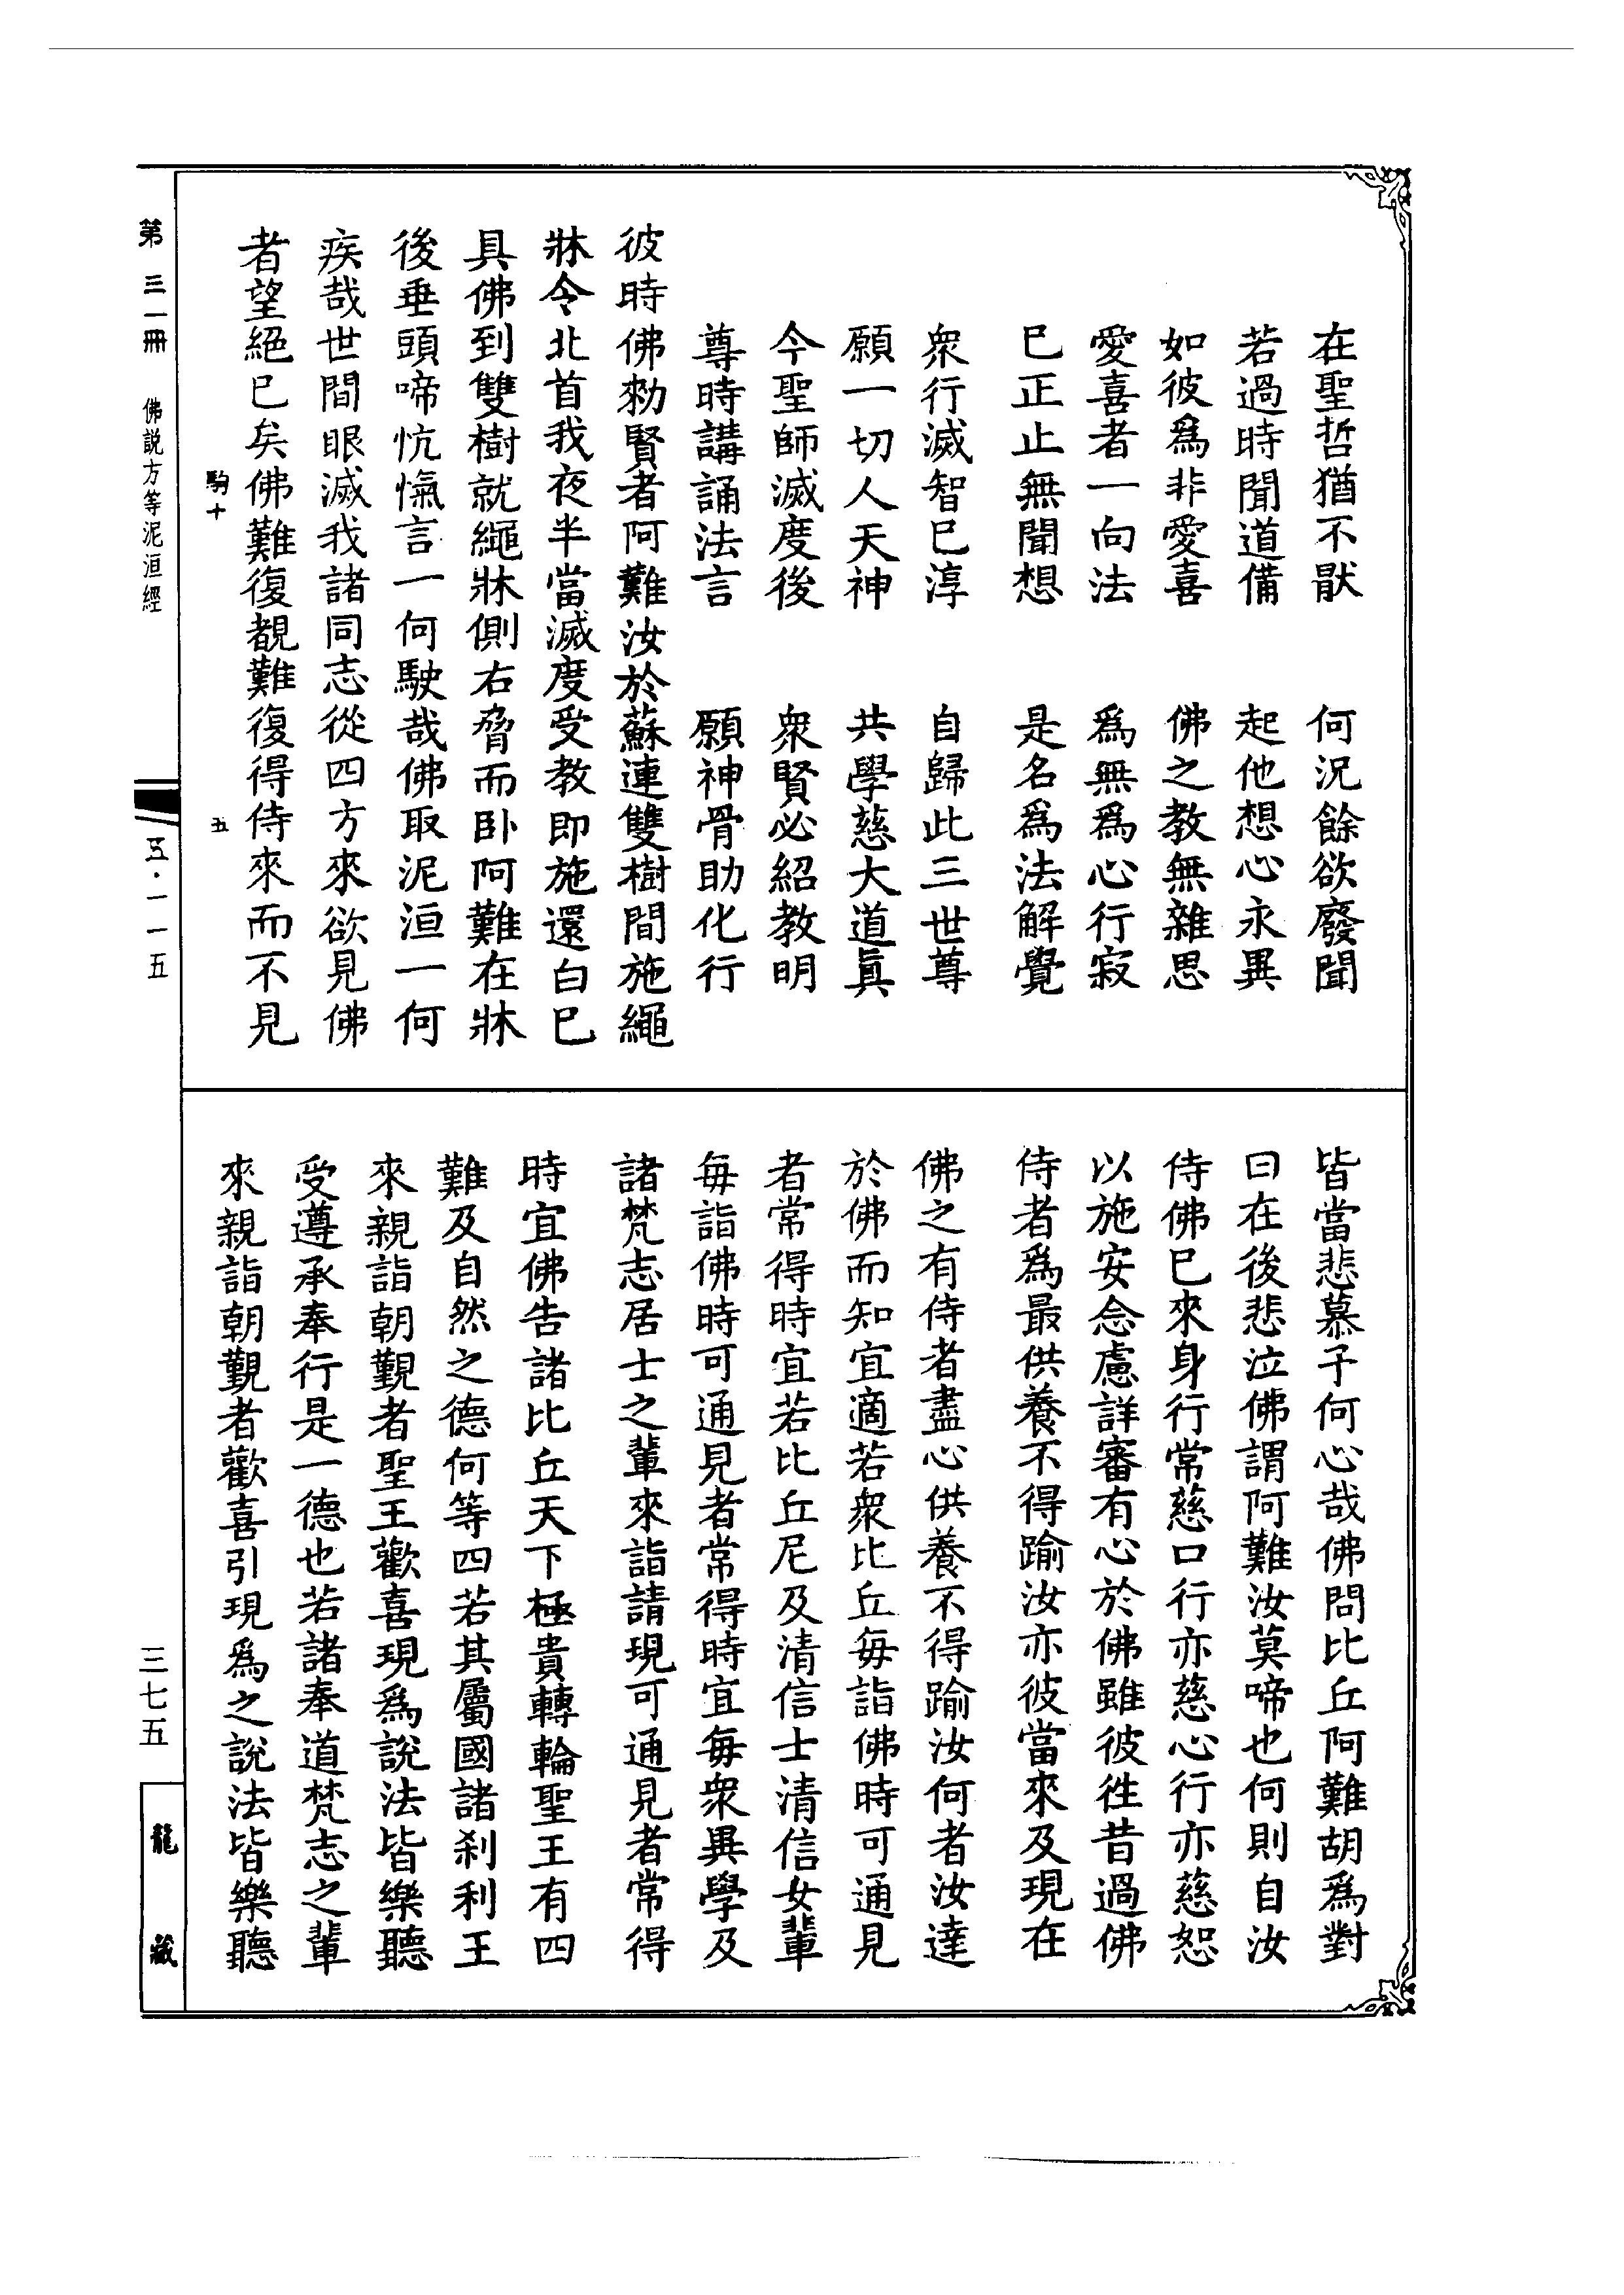 在聖哲猶不厭　何況餘欲廢聞
若過時聞道備　起他想心永異
如彼爲非愛喜　佛之教無雜思
愛喜者一向法　爲無爲心行寂
已正止無聞想　是名爲法解覺
衆行滅智已淳　自歸此三世尊
願一切人天神　共學慈大道眞
今聖師滅度後　衆賢必紹教明
尊時講誦法言　願神骨助化行
彼時佛勑賢者阿難汝於蘇連雙樹間施繩
牀令北首我夜半當滅度受教即施還白已
具佛到雙樹就繩牀側右脅而卧阿難在牀
後垂頭啼忼愾言一何駛哉佛取泥洹一何
疾哉世間眼滅我諸同志從四方來欲見佛
者望絕已矣佛難復覩難復得侍來而不見
駒十
五
皆當悲慕子何心哉佛問比丘阿難胡爲對
曰在後悲泣佛謂阿難汝莫啼也何則自汝
侍佛已來身行常慈口行亦慈心行亦慈恕
以施安念慮詳審有心於佛雖彼徃昔過佛
侍者爲最供養不得踰汝亦彼當來及現在
佛之有侍者盡心供養不得踰汝何者汝達
於佛而知宜適若衆比丘每詣佛時可通見
者常得時宜若比丘尼及清信士清信女輩
每詣佛時可通見者常得時宜每衆異學及
諸梵志居士之輩來詣請現可通見者常得
時宜佛告諸比丘天下極貴轉輪聖王有四
難及自然之德何等四若其屬國諸刹利王
來親詣朝覲者聖王歡喜現爲說法皆樂聽
受遵承奉行是一德也若諸奉道梵志之輩
來親詣朝覲者歡喜引現爲之說法皆樂聽
第三一冊　佛説方等泥洹經
五·一一五
三七五
龍藏